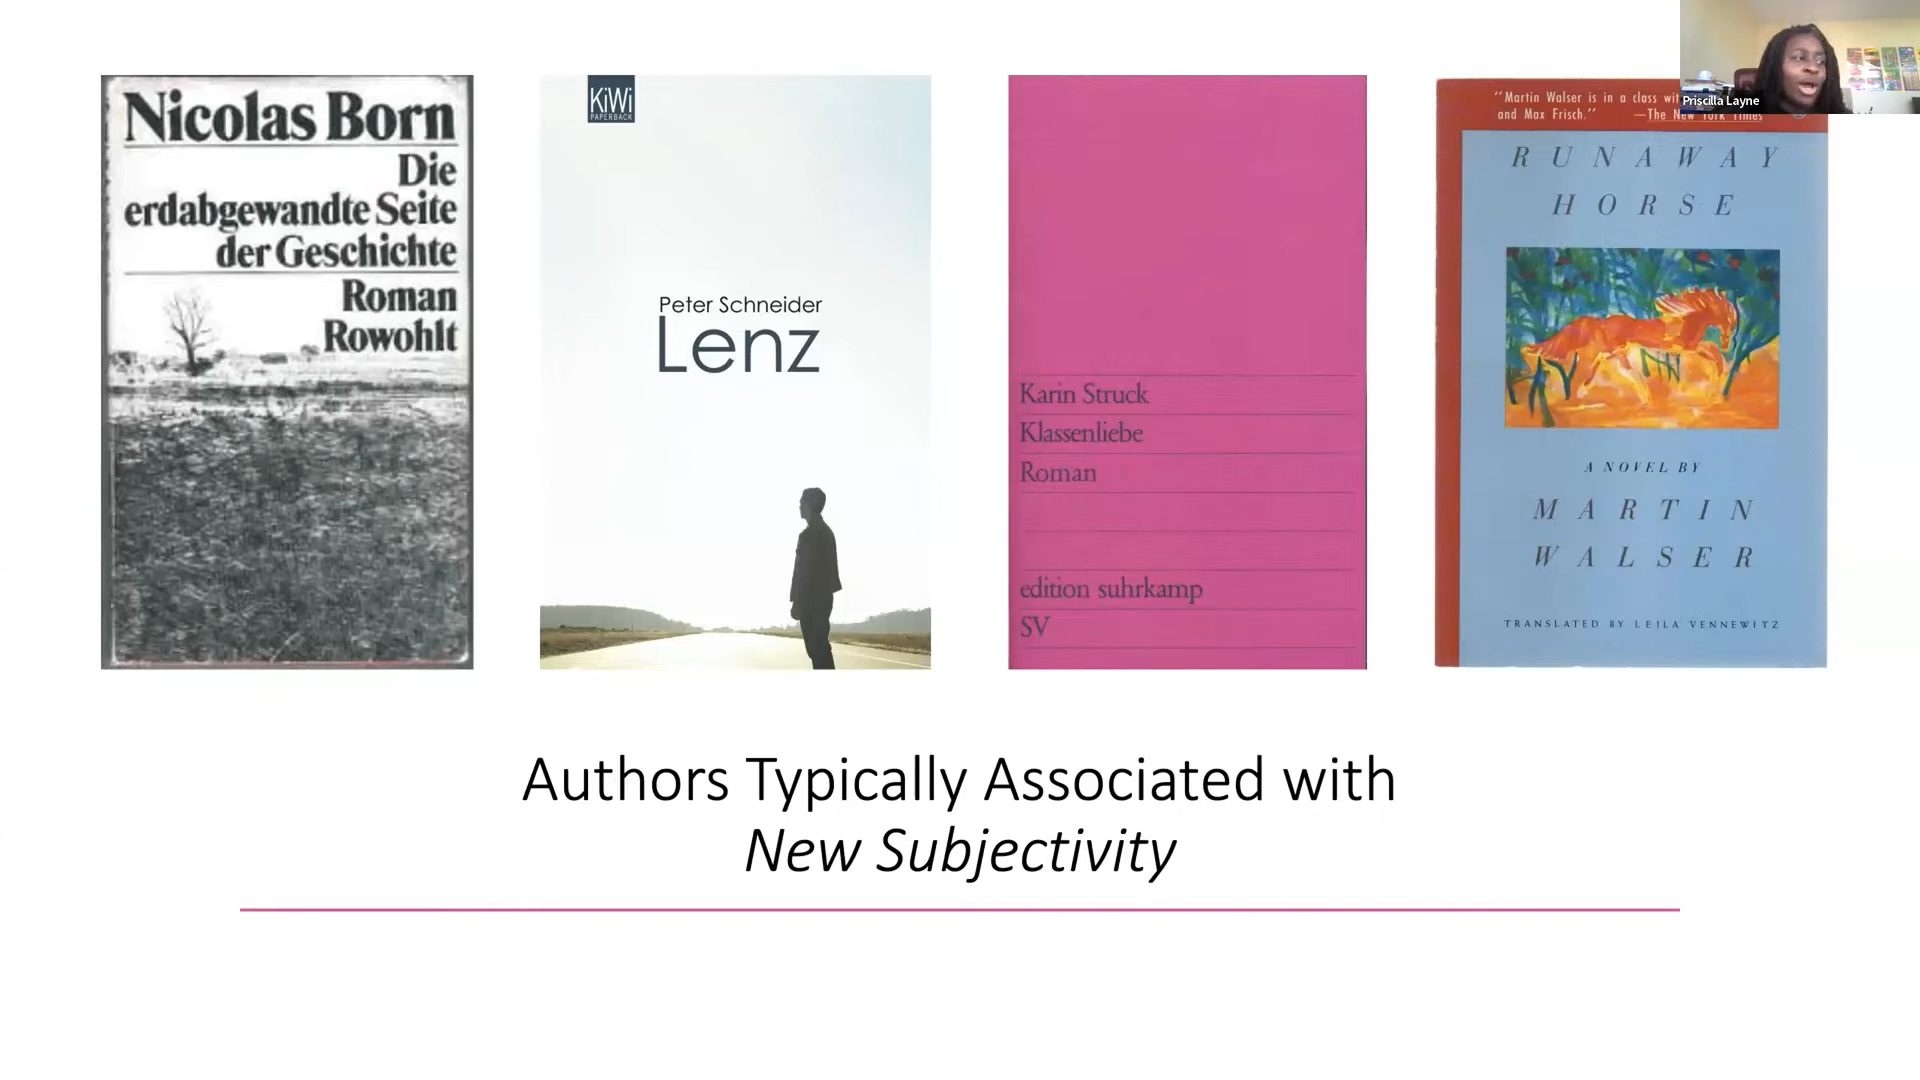 Nicolas Born
Die
erdabgewandte Seite
der Geschichte
Roman
Rowohlt
KiWi
PAPERBACK
Peter Schneider
Lenz
Karin Struck
Klassenliebe
Roman
edition suhrkamp
SV
"Martin Walser is in a class
and Max Frisch." —The New York Times
RUNAWAY
HORSE
A NOVEL BY
MARTIN
WALSER
TRANSLATED BY LEILA VENNEWITZ
Priscilla Layne
Authors Typically Associated with
New Subjectivity